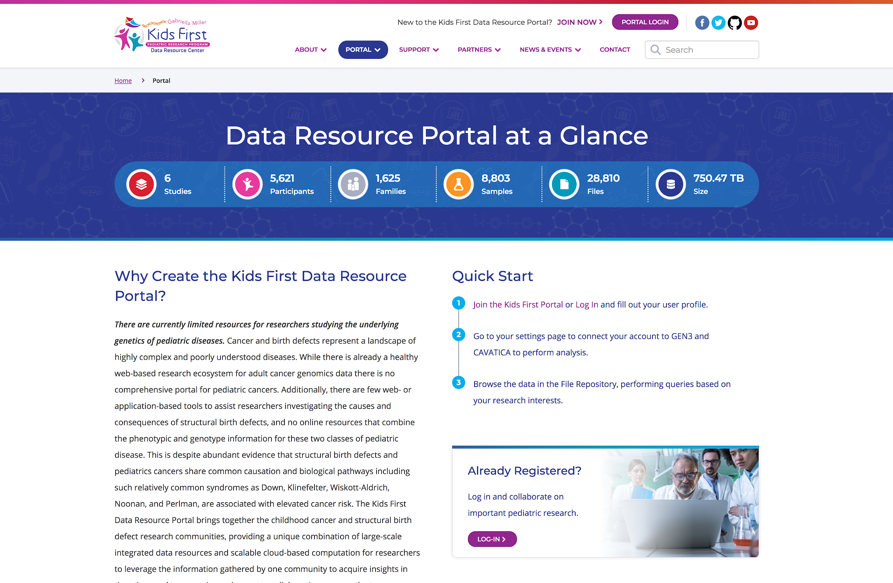 New to the Kids First Data Resource Portal? JOIN NOW PORTAL LOGIN
Gabriella Miller
Kids First
PEDIATRIC RESEARCH PROGRAM
Data Resource Center
ABOUT PORTAL SUPPORT PARTNERS NEWS & EVENTS CONTACT Search
Home Portal
Data Resource Portal at a Glance
6
Studies
5,621
Participants
1,625
Families
8,803
Samples
28,810
Files
750.47 TB
Size
Why Create the Kids First Data Resource
Portal?
There are currently limited resources for researchers studying the underlying
genetics of pediatric diseases. Cancer and birth defects represent a landscape of
highly complex and poorly understood diseases. While there is already a healthy
web-based research ecosystem for adult cancer genomics data there is no
comprehensive portal for pediatric cancers. Additionally, there are few web- or
application-based tools to assist researchers investigating the causes and
consequences of structural birth defects, and no online resources that combine
the phenotypic and genotype information for these two classes of pediatric
disease. This is despite abundant evidence that structural birth defects and
pediatrics cancers share common causation and biological pathways including
such relatively common syndromes as Down, Klinefelter, Wiskott-Aldrich,
Noonan, and Perlman, are associated with elevated cancer risk. The Kids First
Data Resource Portal brings together the childhood cancer and structural birth
defect research communities, providing a unique combination of large-scale
integrated data resources and scalable cloud-based computation for researchers
to leverage the information gathered by one community to acquire insights in
Quick Start
1 Join the Kids First Portal or Log In and fill out your user profile.
2 Go to your settings page to connect your account to GEN3 and
CAVATICA to perform analysis.
3 Browse the data in the File Repository, performing queries based on
your research interests.
Already Registered?
Log in and collaborate on
important pediatric research.
LOG-IN